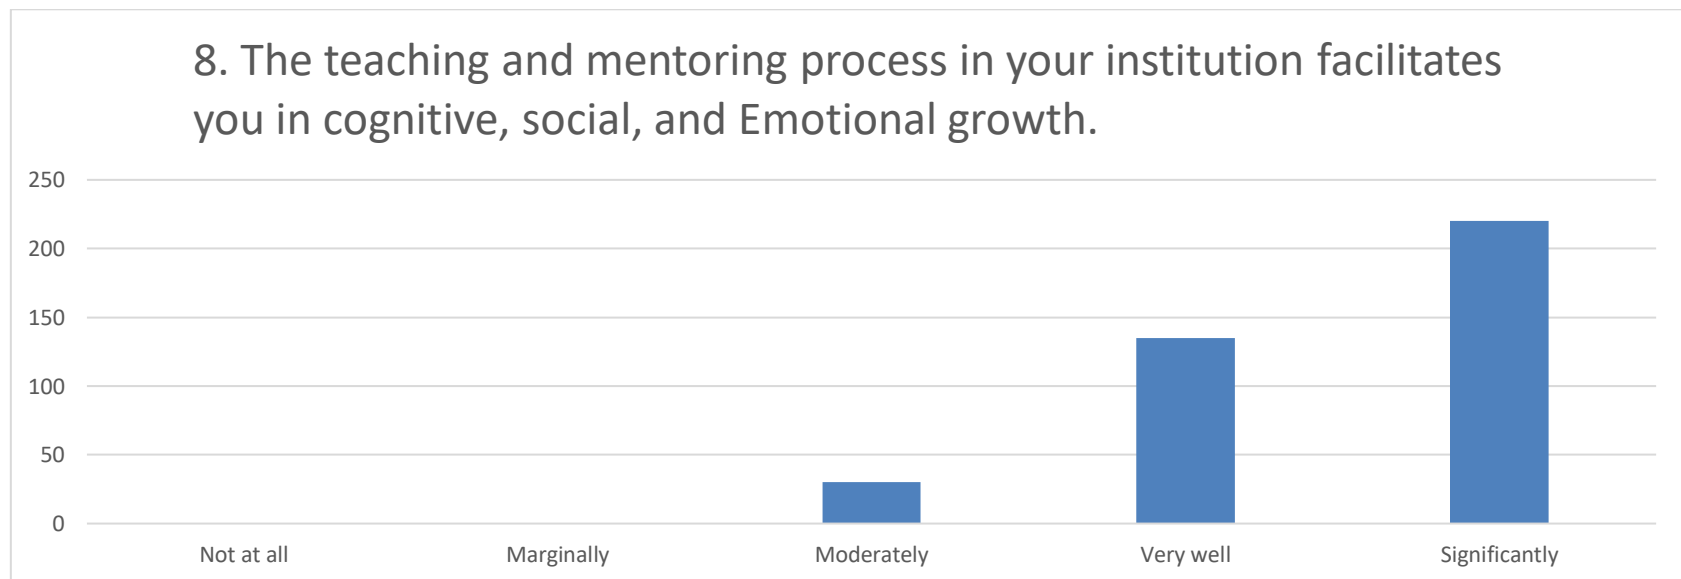 8. The teaching and mentoring process in your institution facilitates
you in cognitive, social, and Emotional growth.
250
200
150
100
50
0
Not at all
Marginally
Moderately
Very well
Significantly